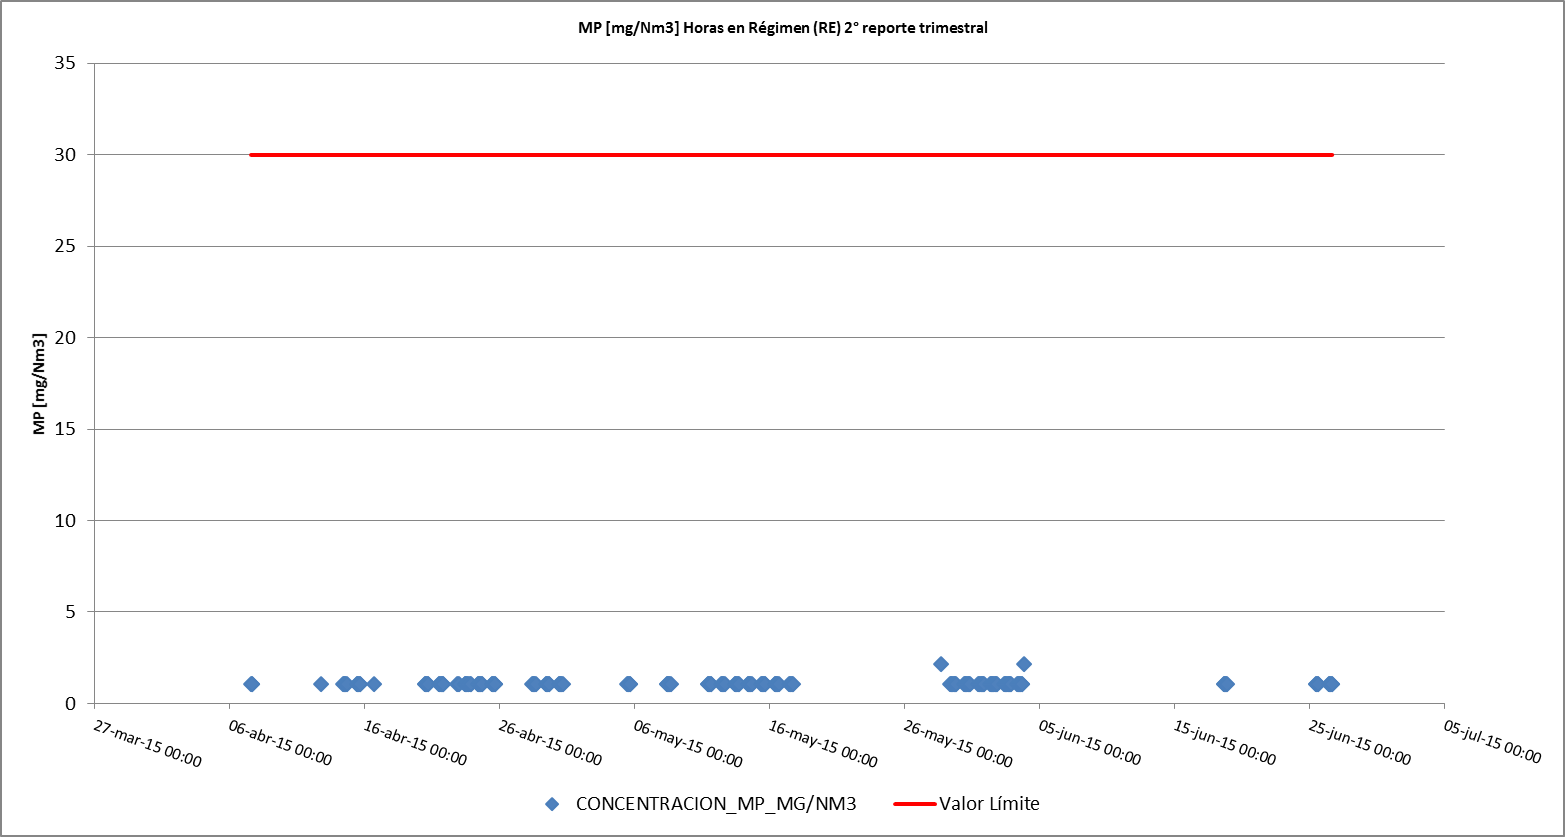 MP [mg/Nm3] Horas en Régimen (RE) 2° reporte trimestral
35
30
25
20
15
10
5
0
MP [mg/Nm3]
27-mar-15 00:00
06-abr-15 00:00
16-abr-15 00:00
26-abr-15 00:00
06-may-15 00:00
16-may-15 00:00
26-may-15 00:00
05-jun-15 00:00
15-jun-15 00:00
25-jun-15 00:00
05-jul-15 00:00
CONCENTRACION_MP_MG/NM3
Valor Límite